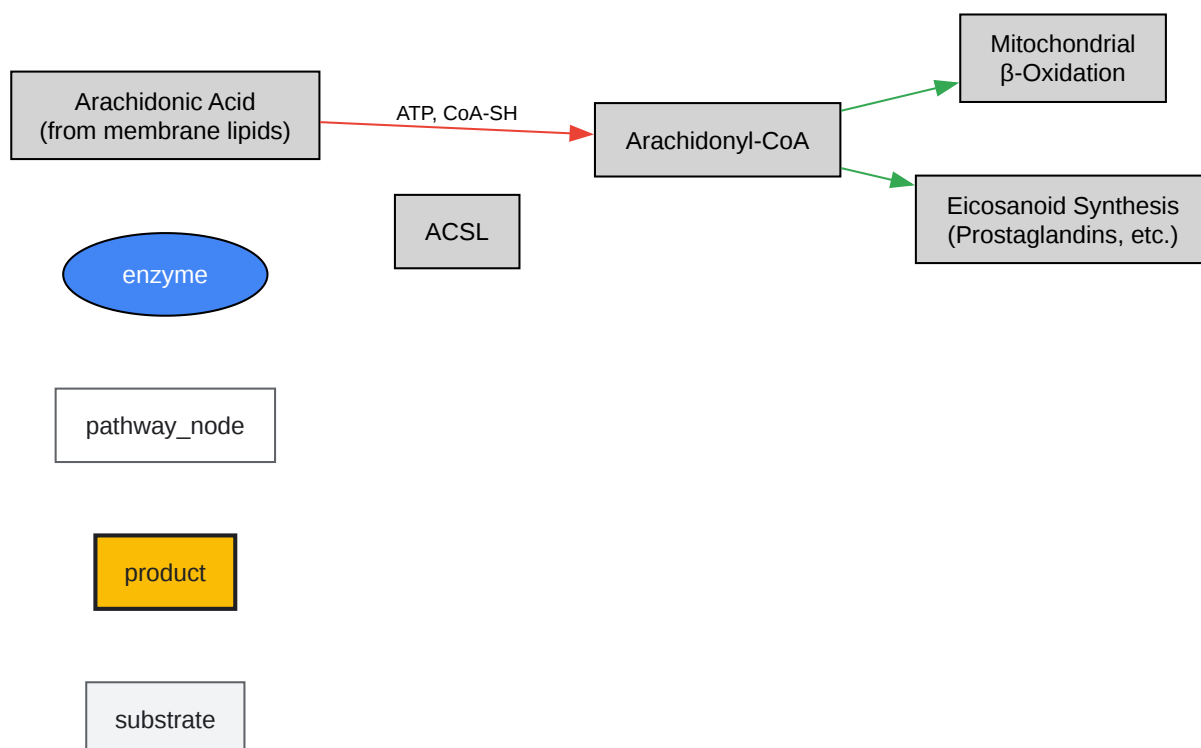 Arachidonic Acid
(from membrane lipids)
ATP, CoA-SH
ACSL
Arachidonyl-CoA
Mitochondrial
β-Oxidation
Eicosanoid Synthesis
(Prostaglandins, etc.)
enzyme
pathway_node
product
substrate